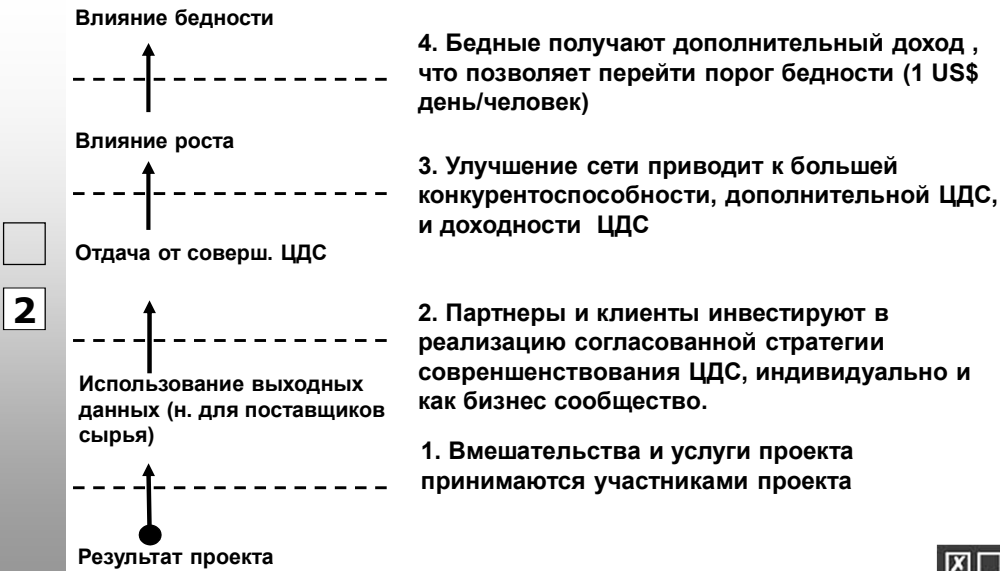 Влияние бедности
4. Бедные получают дополнительный доход ,
что позволяет перейти порог бедности (1 US$
день/человек)
Влияние роста
3. Улучшение сети приводит к большей
конкурентоспособности, дополнительной ЦДС,
и доходности ЦДС
Отдача от соверш. ЦДС
2
2. Партнеры и клиенты инвестируют в
реализацию согласованной стратегии
совреншенствования ЦДС, индивидуально и
как бизнес сообщество.
Использование выходных
данных (н. для поставщиков
сырья)
1. Вмешательства и услуги проекта
принимаются участниками проекта
Результат проекта
X